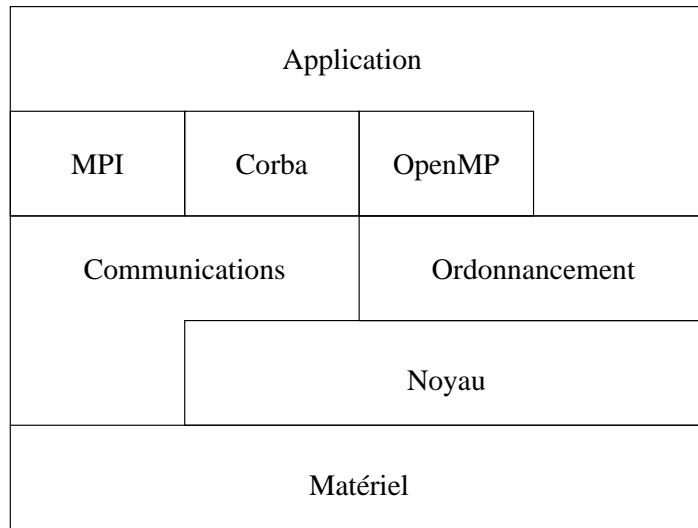 Application
MPI
Corba
OpenMP
Communications
Ordonnancement
Noyau
Matériel